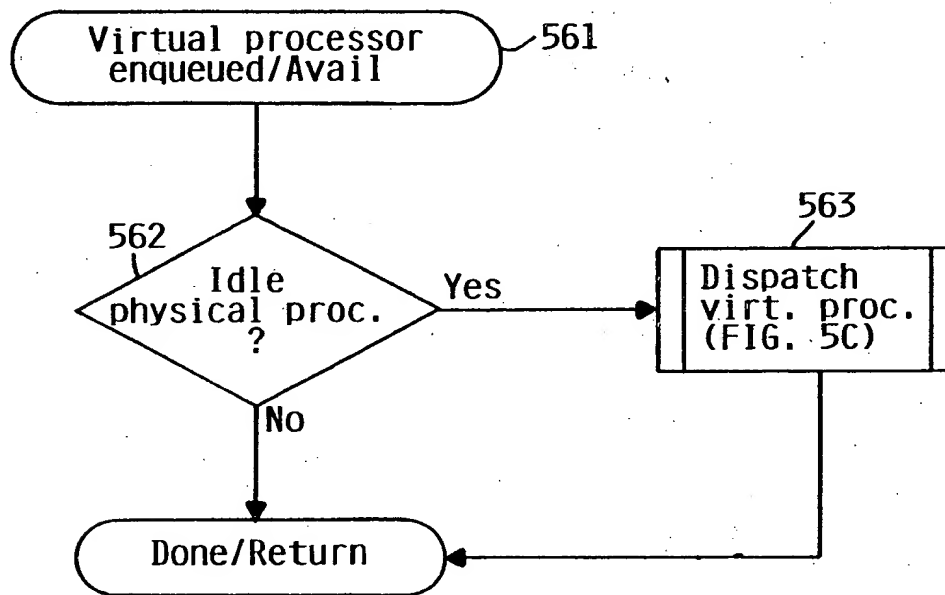 Virtual processor
enqueued/Avail
561
562
Idle
physical proc.
?
Yes
563
Dispatch
virt. proc.
(FIG. 5C)
No
Done/Return